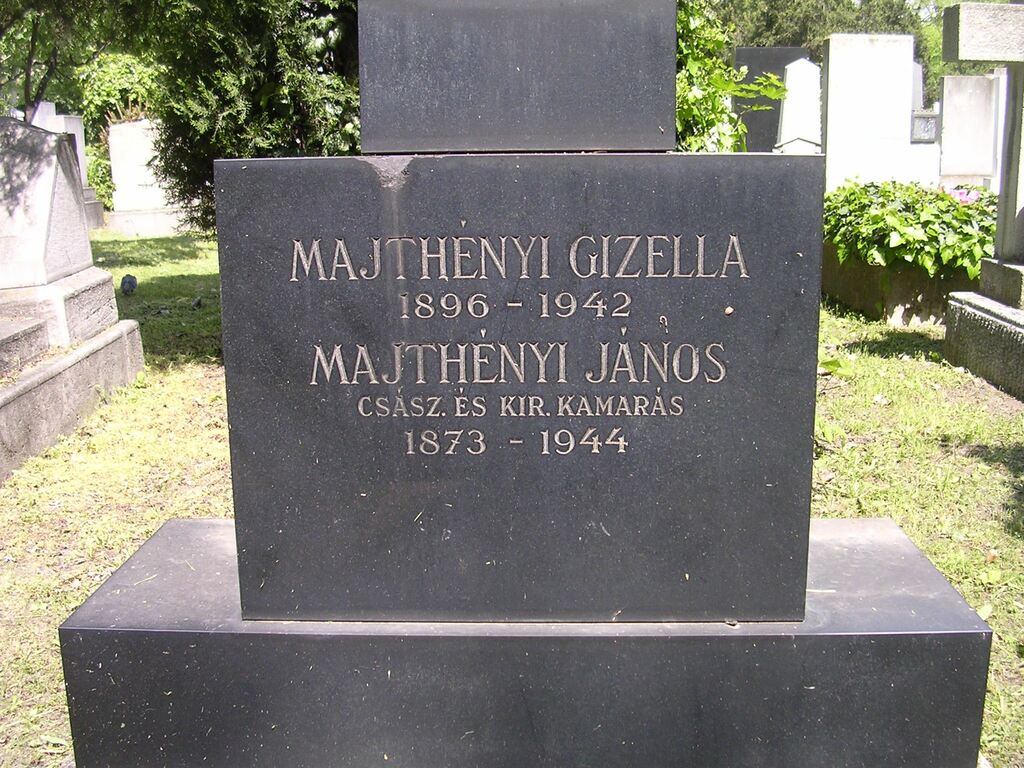 MAJTHÉNYI GIZELLA
1896 – 1942
MAJTHÉNYI JÁNOS
CSÁSZ. ÉS KIR. KAMARÁS
1873 – 1944